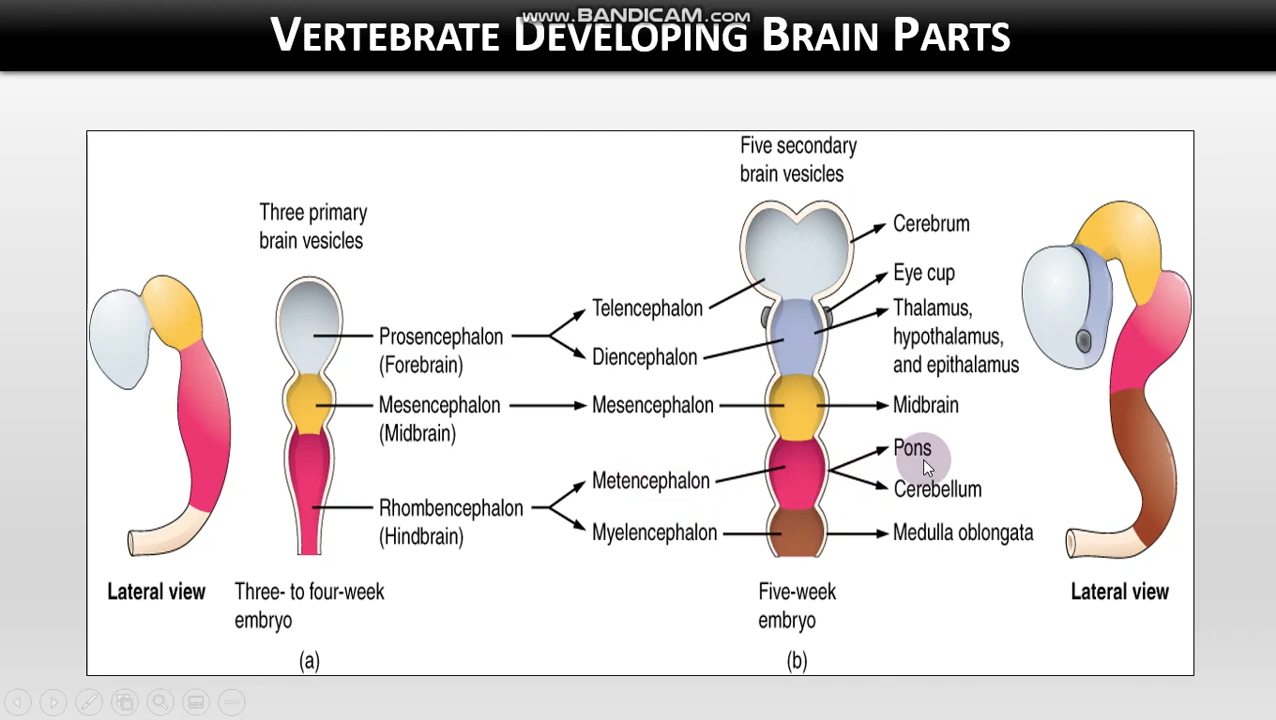 www.BANDICAM.com
VERTEBRATE DEVELOPING BRAIN PARTS
Three primary
brain vesicles
Prosencephalon
(Forebrain)
Mesencephalon
(Midbrain)
Rhombencephalon
(Hindbrain)
Lateral view
Three- to four-week
embryo
(a)
Five secondary
brain vesicles
Telencephalon
Diencephalon
Mesencephalon
Metencephalon
Myelencephalon
Cerebrum
Eye cup
Thalamus,
hypothalamus,
and epithalamus
Midbrain
Pons
Cerebellum
Medulla oblongata
Five-week
embryo
(b)
Lateral view